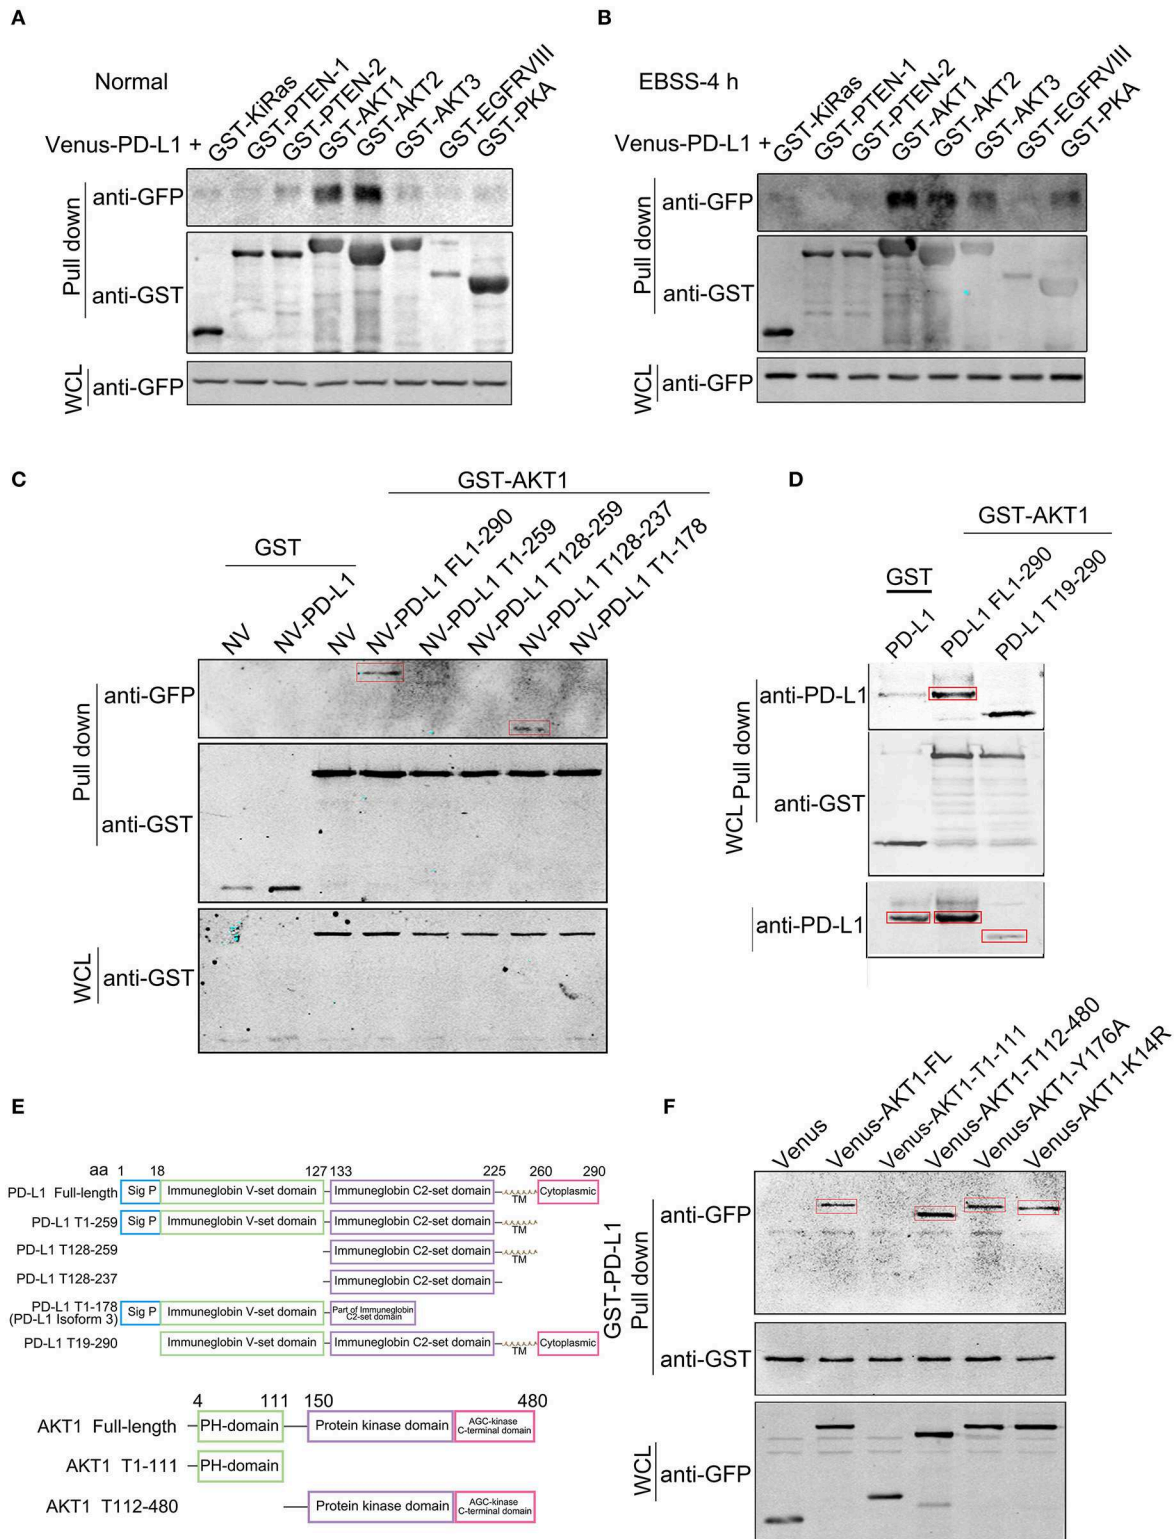 A
Normal
Venus-PD-L1 +
GST-KiRas
GST-PTEN-1
GST-PTEN-2
GST-AKT1
GST-AKT2
GST-AKT3
GST-EGFRVIII
GST-PKA
Pull down
anti-GFP
anti-GST
WCL
anti-GFP
B
EBSS-4 h
Venus-PD-L1 +
GST-KiRas
GST-PTEN-1
GST-PTEN-2
GST-AKT1
GST-AKT2
GST-AKT3
GST-EGFRVIII
GST-PKA
Pull down
anti-GFP
anti-GST
WCL
anti-GFP
C
GST-AKT1
GST
NV
NV-PD-L1
NV
NV-PD-L1 FL1-290
NV-PD-L1 T1-259
NV-PD-L1 T128-259
NV-PD-L1 T128-237
NV-PD-L1 T1-178
Pull down
anti-GFP
anti-GST
WCL
anti-GST
D
GST-AKT1
GST
PD-L1
PD-L1 FL1-290
PD-L1 T19-290
WCL Pull down
anti-PD-L1
anti-GST
anti-PD-L1
E
aa 1 18 127 133 225 260 290
PD-L1 Full-length Sig P Immuneglobin V-set domain Immuneglobin C2-set domain TM Cytoplasmic
PD-L1 T1-259 Sig P Immuneglobin V-set domain Immuneglobin C2-set domain TM
PD-L1 T128-259 Immuneglobin C2-set domain TM
PD-L1 T128-237 Immuneglobin C2-set domain
PD-L1 T1-178
(PD-L1 Isoform 3) Sig P Immuneglobin V-set domain Part of Immuneglobin
C2-set domain
PD-L1 T19-290 Immuneglobin V-set domain Immuneglobin C2-set domain TM Cytoplasmic
4 111 150 480
AKT1 Full-length PH-domain Protein kinase domain AGC-kinase
C-terminal domain
AKT1 T1-111 PH-domain
AKT1 T112-480 Protein kinase domain AGC-kinase
C-terminal domain
F
Venus
Venus-AKT1-FL
Venus-AKT1-T1-111
Venus-AKT1-T112-480
Venus-AKT1-Y176A
Venus-AKT1-K14R
GST-PD-L1
Pull down
anti-GFP
anti-GST
WCL
anti-GFP